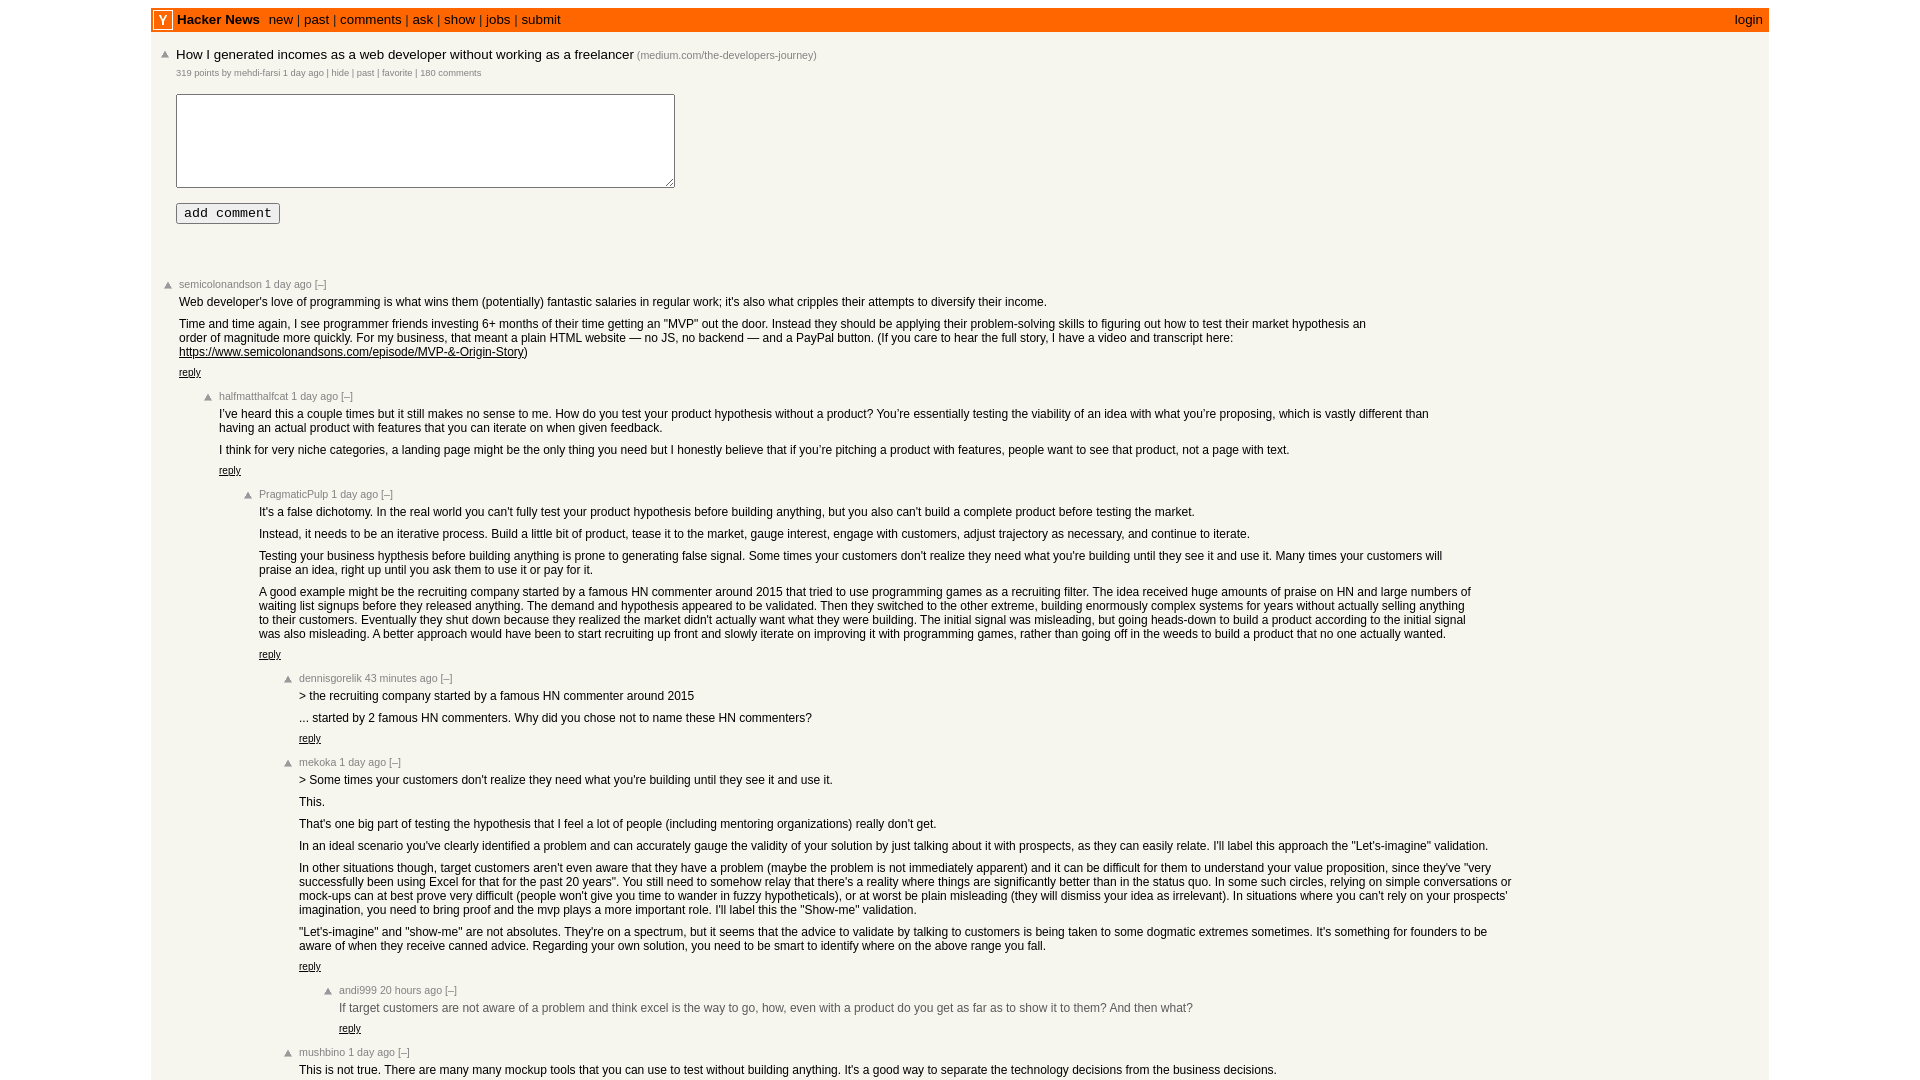 Y Hacker News new | past | comments | ask | show | jobs | submit login
How I generated incomes as a web developer without working as a freelancer (medium.com/the-developers-journey)
319 points by mehdi-farsi 1 day ago | hide | past | favorite | 180 comments
add comment
semicolonandson 1 day ago [–]
Web developer's love of programming is what wins them (potentially) fantastic salaries in regular work; it's also what cripples their attempts to diversify their income.
Time and time again, I see programmer friends investing 6+ months of their time getting an "MVP" out the door. Instead they should be applying their problem-solving skills to figuring out how to test their market hypothesis an
order of magnitude more quickly. For my business, that meant a plain HTML website — no JS, no backend — and a PayPal button. (If you care to hear the full story, I have a video and transcript here:
https://www.semicolonandsons.com/episode/MVP-&-Origin-Story)
reply
halfmatthalfcat 1 day ago [–]
I’ve heard this a couple times but it still makes no sense to me. How do you test your product hypothesis without a product? You’re essentially testing the viability of an idea with what you’re proposing, which is vastly different than
having an actual product with features that you can iterate on when given feedback.
I think for very niche categories, a landing page might be the only thing you need but I honestly believe that if you’re pitching a product with features, people want to see that product, not a page with text.
reply
PragmaticPulp 1 day ago [–]
It's a false dichotomy. In the real world you can't fully test your product hypothesis before building anything, but you also can't build a complete product before testing the market.
Instead, it needs to be an iterative process. Build a little bit of product, tease it to the market, gauge interest, engage with customers, adjust trajectory as necessary, and continue to iterate.
Testing your business hypthesis before building anything is prone to generating false signal. Some times your customers don't realize they need what you're building until they see it and use it. Many times your customers will
praise an idea, right up until you ask them to use it or pay for it.
A good example might be the recruiting company started by a famous HN commenter around 2015 that tried to use programming games as a recruiting filter. The idea received huge amounts of praise on HN and large numbers of
waiting list signups before they released anything. The demand and hypothesis appeared to be validated. Then they switched to the other extreme, building enormously complex systems for years without actually selling anything
to their customers. Eventually they shut down because they realized the market didn't actually want what they were building. The initial signal was misleading, but going heads-down to build a product according to the initial signal
was also misleading. A better approach would have been to start recruiting up front and slowly iterate on improving it with programming games, rather than going off in the weeds to build a product that no one actually wanted.
reply
dennisgorelik 43 minutes ago [–]
> the recruiting company started by a famous HN commenter around 2015
... started by 2 famous HN commenters. Why did you chose not to name these HN commenters?
reply
mekoka 1 day ago [–]
> Some times your customers don't realize they need what you're building until they see it and use it.
This.
That's one big part of testing the hypothesis that I feel a lot of people (including mentoring organizations) really don't get.
In an ideal scenario you've clearly identified a problem and can accurately gauge the validity of your solution by just talking about it with prospects, as they can easily relate. I'll label this approach the "Let's-imagine" validation.
In other situations though, target customers aren't even aware that they have a problem (maybe the problem is not immediately apparent) and it can be difficult for them to understand your value proposition, since they've "very
successfully been using Excel for that for the past 20 years". You still need to somehow relay that there's a reality where things are significantly better than in the status quo. In some such circles, relying on simple conversations or
mock-ups can at best prove very difficult (people won't give you time to wander in fuzzy hypotheticals), or at worst be plain misleading (they will dismiss your idea as irrelevant). In situations where you can't rely on your prospects'
imagination, you need to bring proof and the mvp plays a more important role. I'll label this the "Show-me" validation.
"Let's-imagine" and "show-me" are not absolutes. They're on a spectrum, but it seems that the advice to validate by talking to customers is being taken to some dogmatic extremes sometimes. It's something for founders to be
aware of when they receive canned advice. Regarding your own solution, you need to be smart to identify where on the above range you fall.
reply
andi999 20 hours ago [–]
If target customers are not aware of a problem and think excel is the way to go, how, even with a product do you get as far as to show it to them? And then what?
reply
mushbino 1 day ago [–]
This is not true. There are many many mockup tools that you can use to test without building anything. It's a good way to separate the technology decisions from the business decisions.